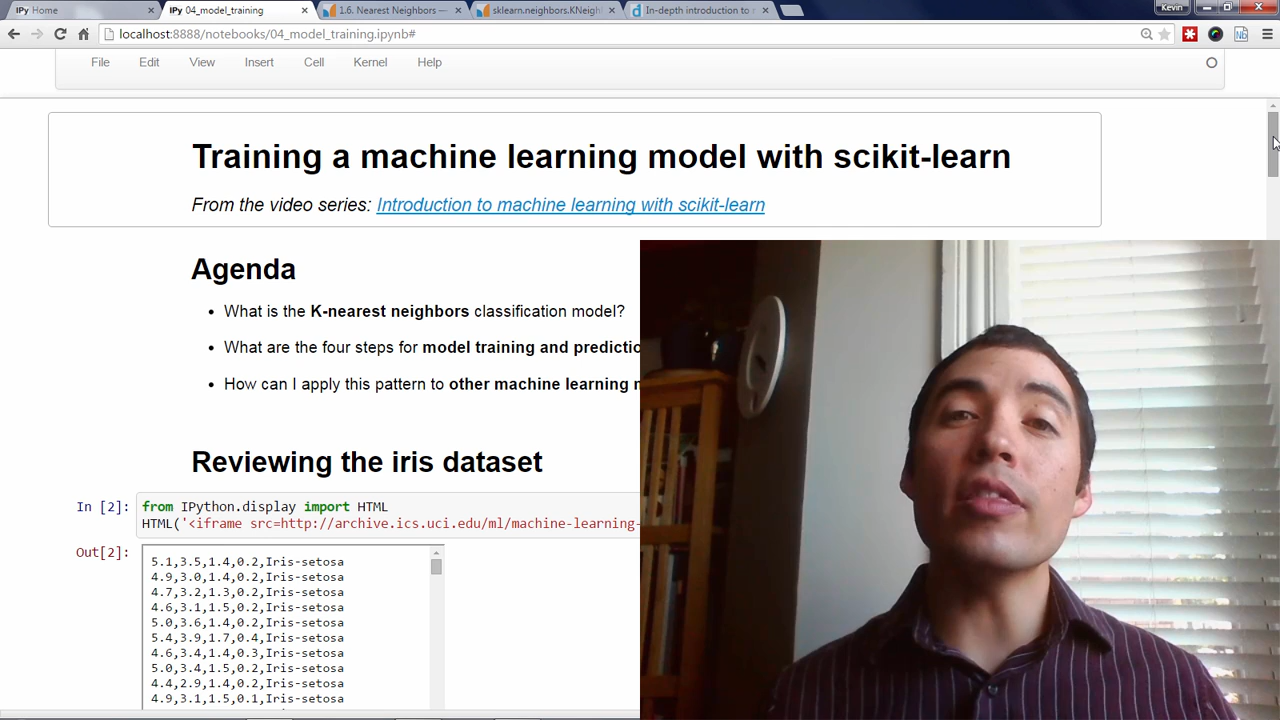 IPy Home
IPy 04_model_training
1.6. Nearest Neighbors —
sklearn.neighbors.KNeigh
In-depth introduction to
Kevin
localhost:8888/notebooks/04_model_training.ipynb#
File Edit View Insert Cell Kernel Help
Training a machine learning model with scikit-learn
From the video series: Introduction to machine learning with scikit-learn
Agenda
• What is the K-nearest neighbors classification model?
• What are the four steps for model training and predictio
• How can I apply this pattern to other machine learning
Reviewing the iris dataset
In [2]: from IPython.display import HTML
HTML('<iframe src=http://archive.ics.uci.edu/ml/machine-learning-
Out[2]:
5.1,3.5,1.4,0.2,Iris-setosa
4.9,3.0,1.4,0.2,Iris-setosa
4.7,3.2,1.3,0.2,Iris-setosa
4.6,3.1,1.5,0.2,Iris-setosa
5.0,3.6,1.4,0.2,Iris-setosa
5.4,3.9,1.7,0.4,Iris-setosa
4.6,3.4,1.4,0.3,Iris-setosa
5.0,3.4,1.5,0.2,Iris-setosa
4.4,2.9,1.4,0.2,Iris-setosa
4.9,3.1,1.5,0.1,Iris-setosa